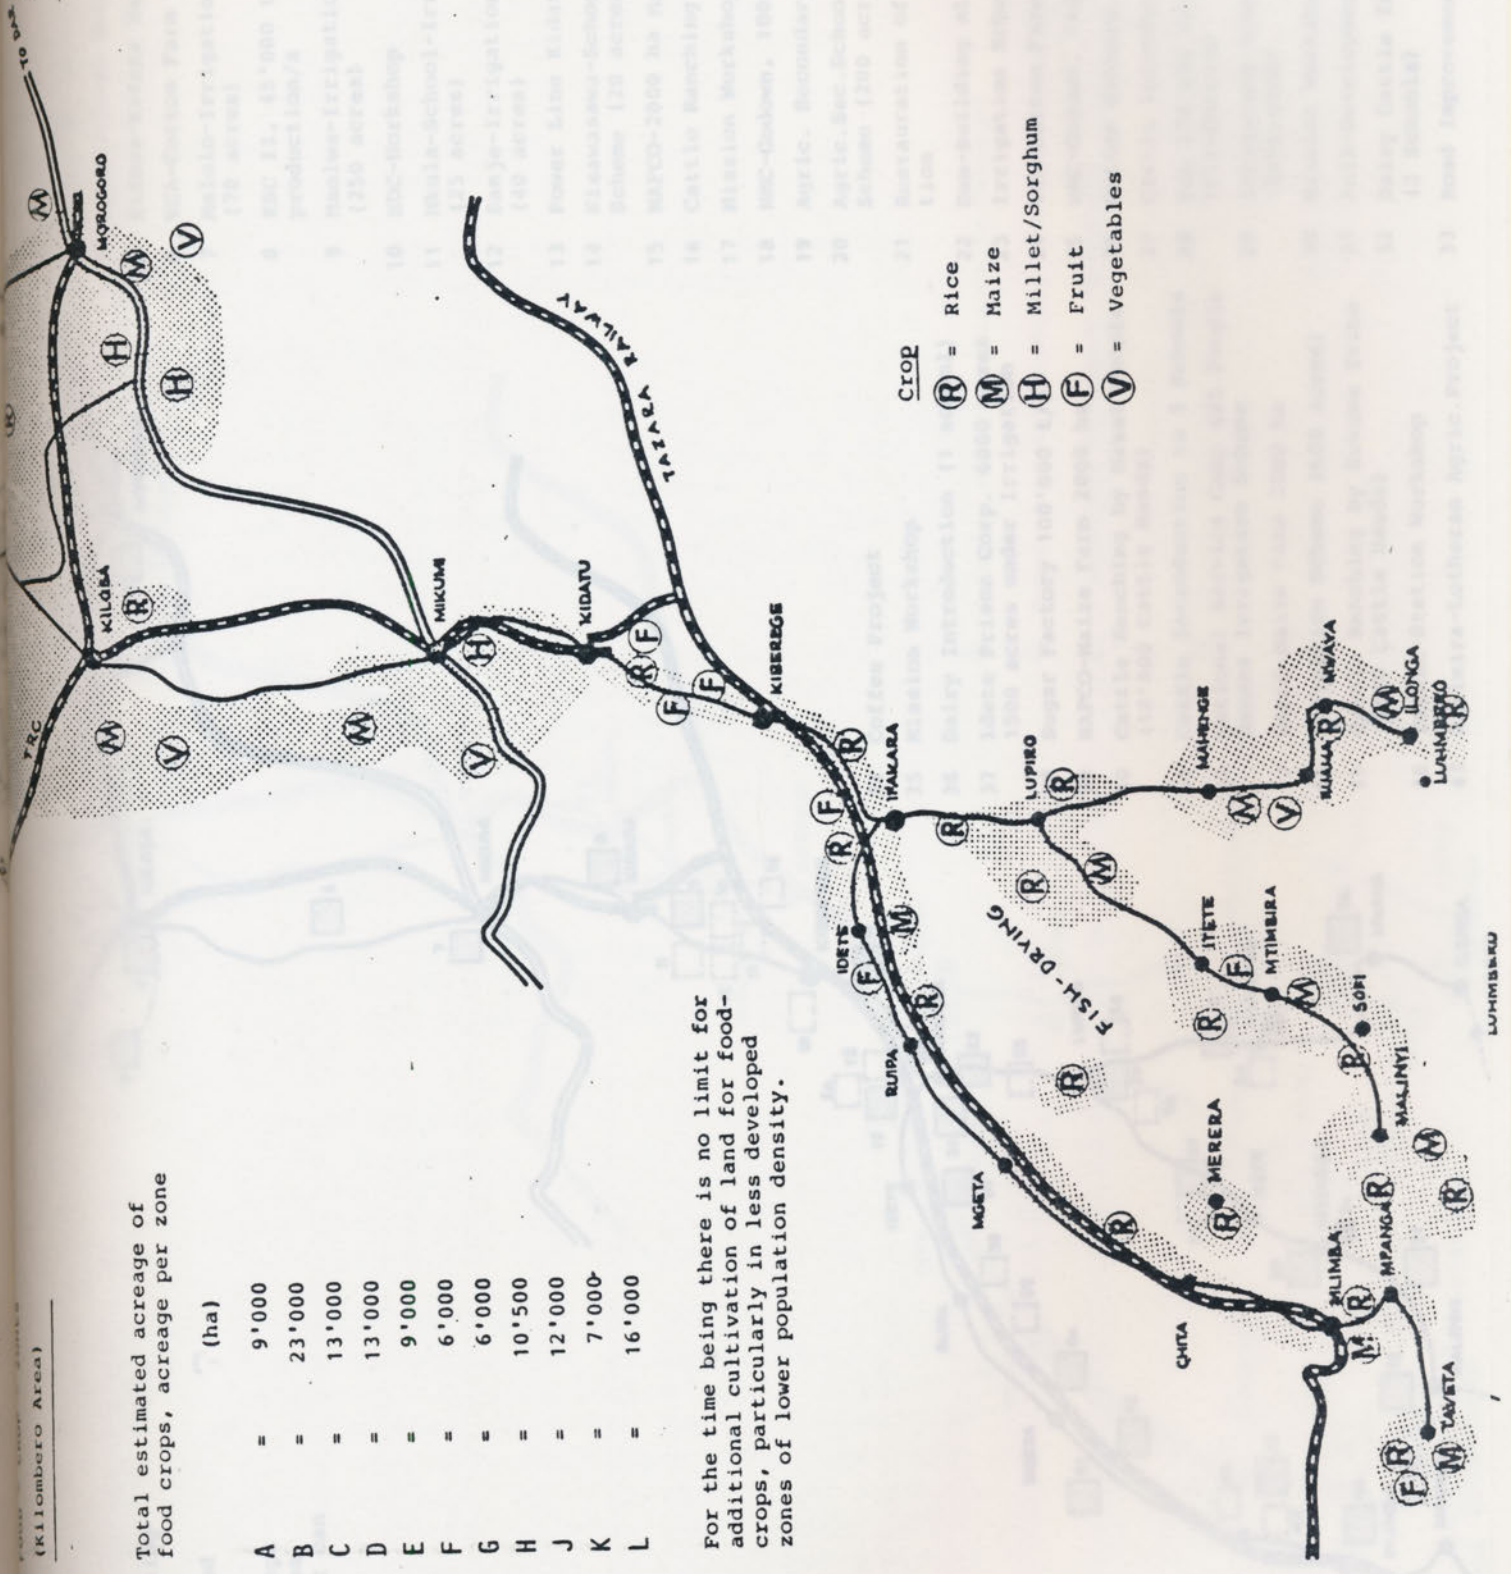 (Kilombero Area)
Total estimated acreage of
food crops, acreage per zone
(ha)
A = 9'000
B = 23'000
C = 13'000
D = 13'000
E = 9'000
F = 6'000
G = 6'000
H = 10'500
J = 12'000
K = 7'000
L = 16'000
For the time being there is no limit for
additional cultivation of land for food-
crops, particularly in less developed
zones of lower population density.
Crop
R = Rice
M = Maize
H = Millet/Sorghum
F = Fruit
V = Vegetables
TO DAR
MOROGORO
M
M
V
H
H
TRC
KILOSA
R
M
V
M
MIKUMI
H
V
KIDATU
R
F
F
F
TAZARA RAILWAY
KIBEREGE
R
F
R
IFAKARA
R
IDETE
F
M
R
RUIPA
MGETA
R
CHITA
MLIMBA
R
M
MPANGA
R
TAVETA
F
R
M
FISH-DRYING
R
MERERA
R
LUPIRO
R
R
M
MAHENGE
M
V
MWAYA
R
ILONGA
M
R
ITETE
F
R
MTIMBIRA
M
SOFI
R
MALINYI
M
R